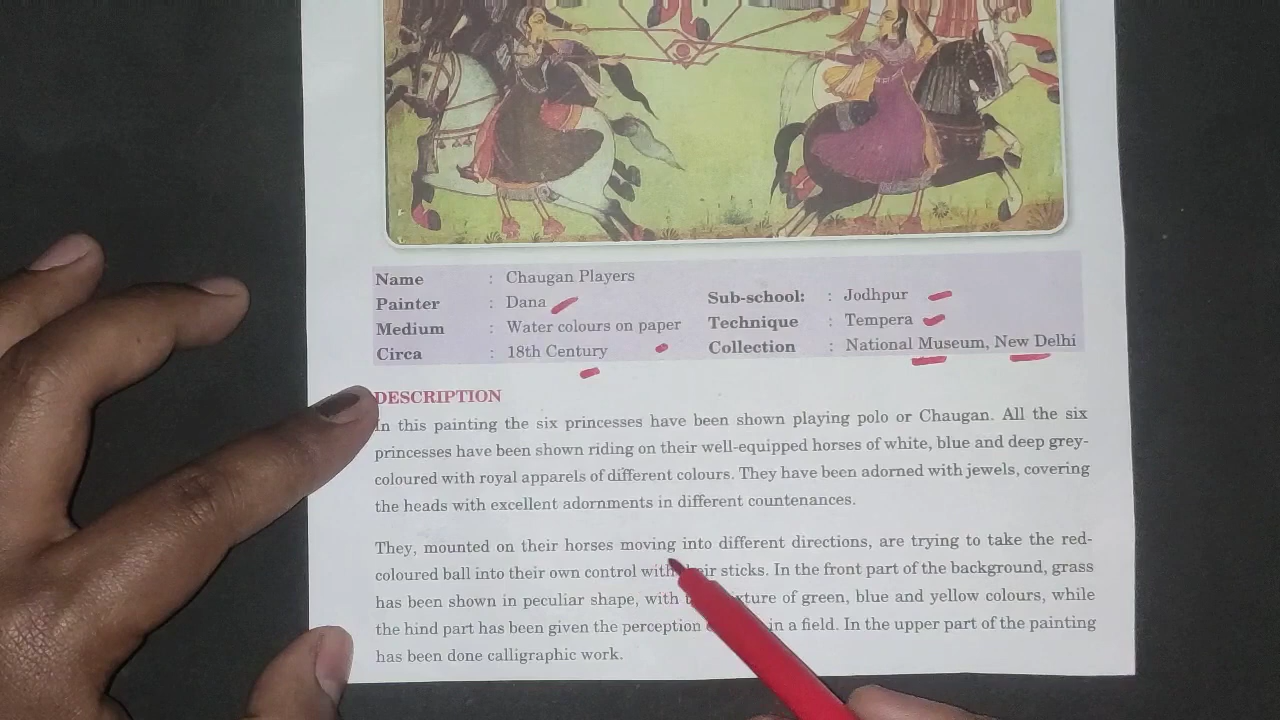 Name : Chaugan Players
Painter : Dana Sub-school: : Jodhpur
Medium : Water colours on paper Technique : Tempera
Circa : 18th Century Collection : National Museum, New Delhi
DESCRIPTION
In this painting the six princesses have been shown playing polo or Chaugan. All the six
princesses have been shown riding on their well-equipped horses of white, blue and deep grey-
coloured with royal apparels of different colours. They have been adorned with jewels, covering
the heads with excellent adornments in different countenances.
They, mounted on their horses moving into different directions, are trying to take the red-
coloured ball into their own control with their sticks. In the front part of the background, grass
has been shown in peculiar shape, with of green, blue and yellow colours, while
the hind part has been given the perception in a field. In the upper part of the painting
has been done calligraphic work.